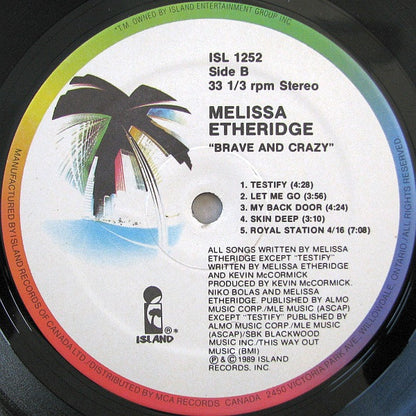 *T.M. OWNED BY ISLAND ENTERTAINMENT GROUP INC.
ISL 1252
Side B
33 1/3 rpm Stereo
MELISSA
ETHERIDGE
"BRAVE AND CRAZY"
1. TESTIFY (4:28)
2. LET ME GO (3:56)
3. MY BACK DOOR (4:24)
4. SKIN DEEP (3:10)
5. ROYAL STATION 4/16 (7:08)
ALL SONGS WRITTEN BY MELISSA
ETHERIDGE EXCEPT "TESTIFY"
WRITTEN BY MELISSA ETHERIDGE
AND KEVIN McCORMICK
PRODUCED BY KEVIN McCORMICK.
NIKO BOLAS AND MELISSA
ETHERIDGE. PUBLISHED BY ALMO
MUSIC CORP./MLE MUSIC (ASCAP)
EXCEPT "TESTIFY" PUBLISHED BY
ALMO MUSIC CORP./MLE MUSIC
(ASCAP)/SBK BLACKWOOD
MUSIC INC./THIS WAY OUT
MUSIC (BMI)
Ⓟ & © 1989 ISLAND
RECORDS, INC.
ISLAND
®*
MANUFACTURED BY ISLAND RECORDS OF CANADA LTD. DISTRIBUTED BY MCA RECORDS CANADA. 2450 VICTORIA PARK AVE. WILLOWDALE, ONTARIO